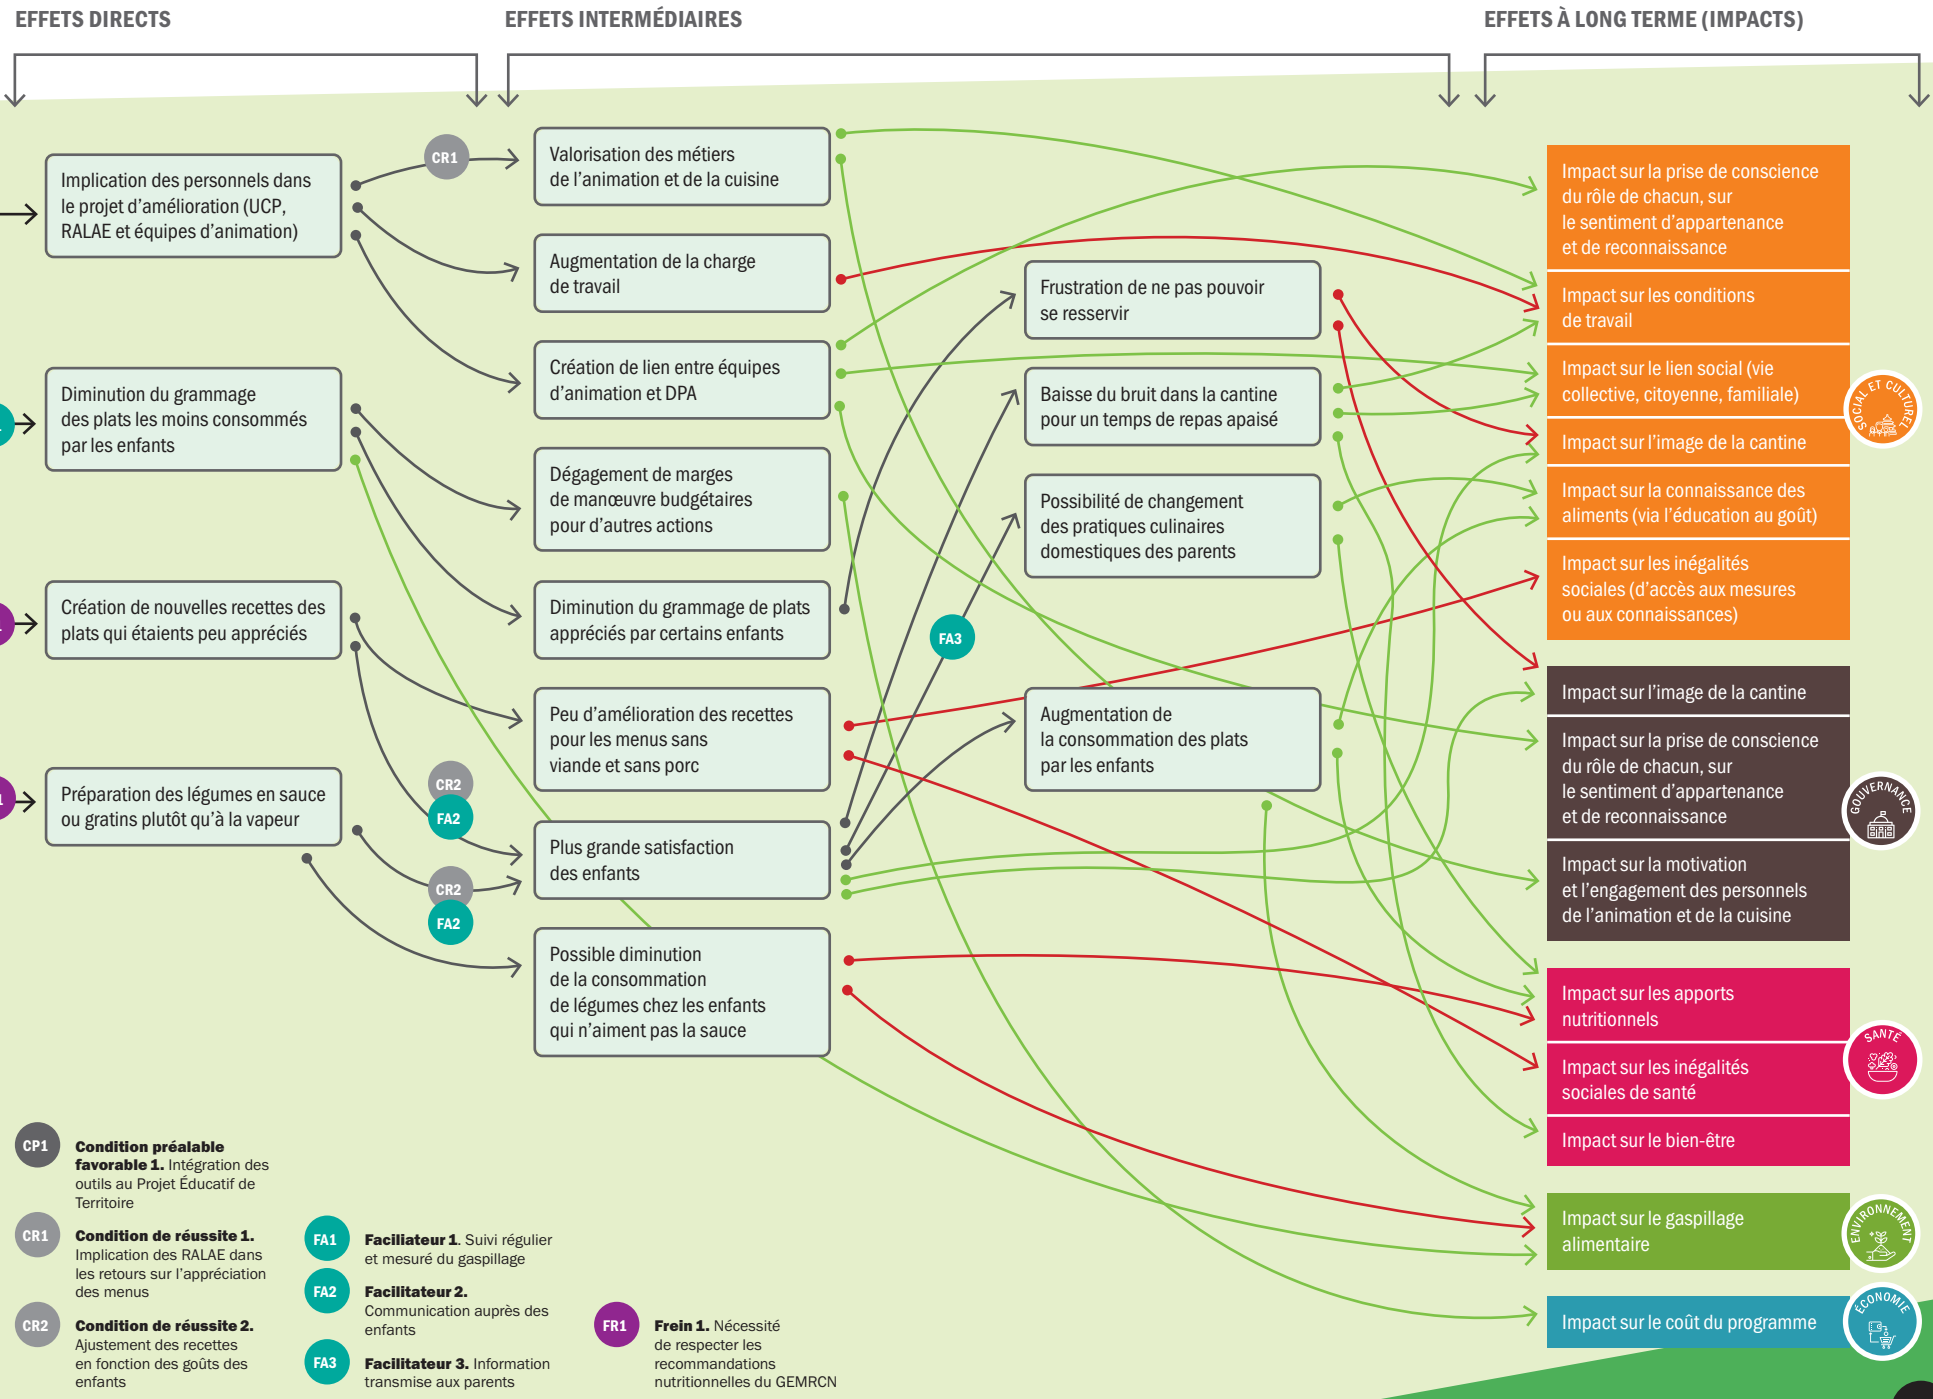 EFFETS DIRECTS
EFFETS INTERMÉDIAIRES
EFFETS À LONG TERME (IMPACTS)
Implication des personnels dans
le projet d'amélioration (UCP,
RALAE et équipes d'animation)
Diminution du grammage
des plats les moins consommés
par les enfants
Création de nouvelles recettes des
plats qui étaients peu appréciés
Préparation des légumes en sauce
ou gratins plutôt qu'à la vapeur
CR1
CR2
FA2
CR2
FA2
Valorisation des métiers
de l'animation et de la cuisine
Augmentation de la charge
de travail
Création de lien entre équipes
d'animation et DPA
Dégagement de marges
de manœuvre budgétaires
pour d'autres actions
Diminution du grammage de plats
appréciés par certains enfants
Peu d'amélioration des recettes
pour les menus sans
viande et sans porc
Plus grande satisfaction
des enfants
Possible diminution
de la consommation
de légumes chez les enfants
qui n'aiment pas la sauce
FA3
Frustration de ne pas pouvoir
se resservir
Baisse du bruit dans la cantine
pour un temps de repas apaisé
Possibilité de changement
des pratiques culinaires
domestiques des parents
Augmentation de
la consommation des plats
par les enfants
Impact sur la prise de conscience
du rôle de chacun, sur
le sentiment d'appartenance
et de reconnaissance
Impact sur les conditions
de travail
Impact sur le lien social (vie
collective, citoyenne, familiale)
Impact sur l'image de la cantine
Impact sur la connaissance des
aliments (via l'éducation au goût)
Impact sur les inégalités
sociales (d'accès aux mesures
ou aux connaissances)
SOCIAL ET CULTUREL
Impact sur l'image de la cantine
Impact sur la prise de conscience
du rôle de chacun, sur
le sentiment d'appartenance
et de reconnaissance
Impact sur la motivation
et l'engagement des personnels
de l'animation et de la cuisine
GOUVERNANCE
Impact sur les apports
nutritionnels
Impact sur les inégalités
sociales de santé
Impact sur le bien-être
SANTÉ
Impact sur le gaspillage
alimentaire
ENVIRONNEMENT
Impact sur le coût du programme
ÉCONOMIE
CP1
Condition préalable
favorable 1. Intégration des
outils au Projet Éducatif de
Territoire
CR1
Condition de réussite 1.
Implication des RALAE dans
les retours sur l'appréciation
des menus
CR2
Condition de réussite 2.
Ajustement des recettes
en fonction des goûts des
enfants
FA1
Faciliateur 1. Suivi régulier
et mesuré du gaspillage
FA2
Facilitateur 2.
Communication auprès des
enfants
FA3
Facilitateur 3. Information
transmise aux parents
FR1
Frein 1. Nécessité
de respecter les
recommandations
nutritionnelles du GEMRCN